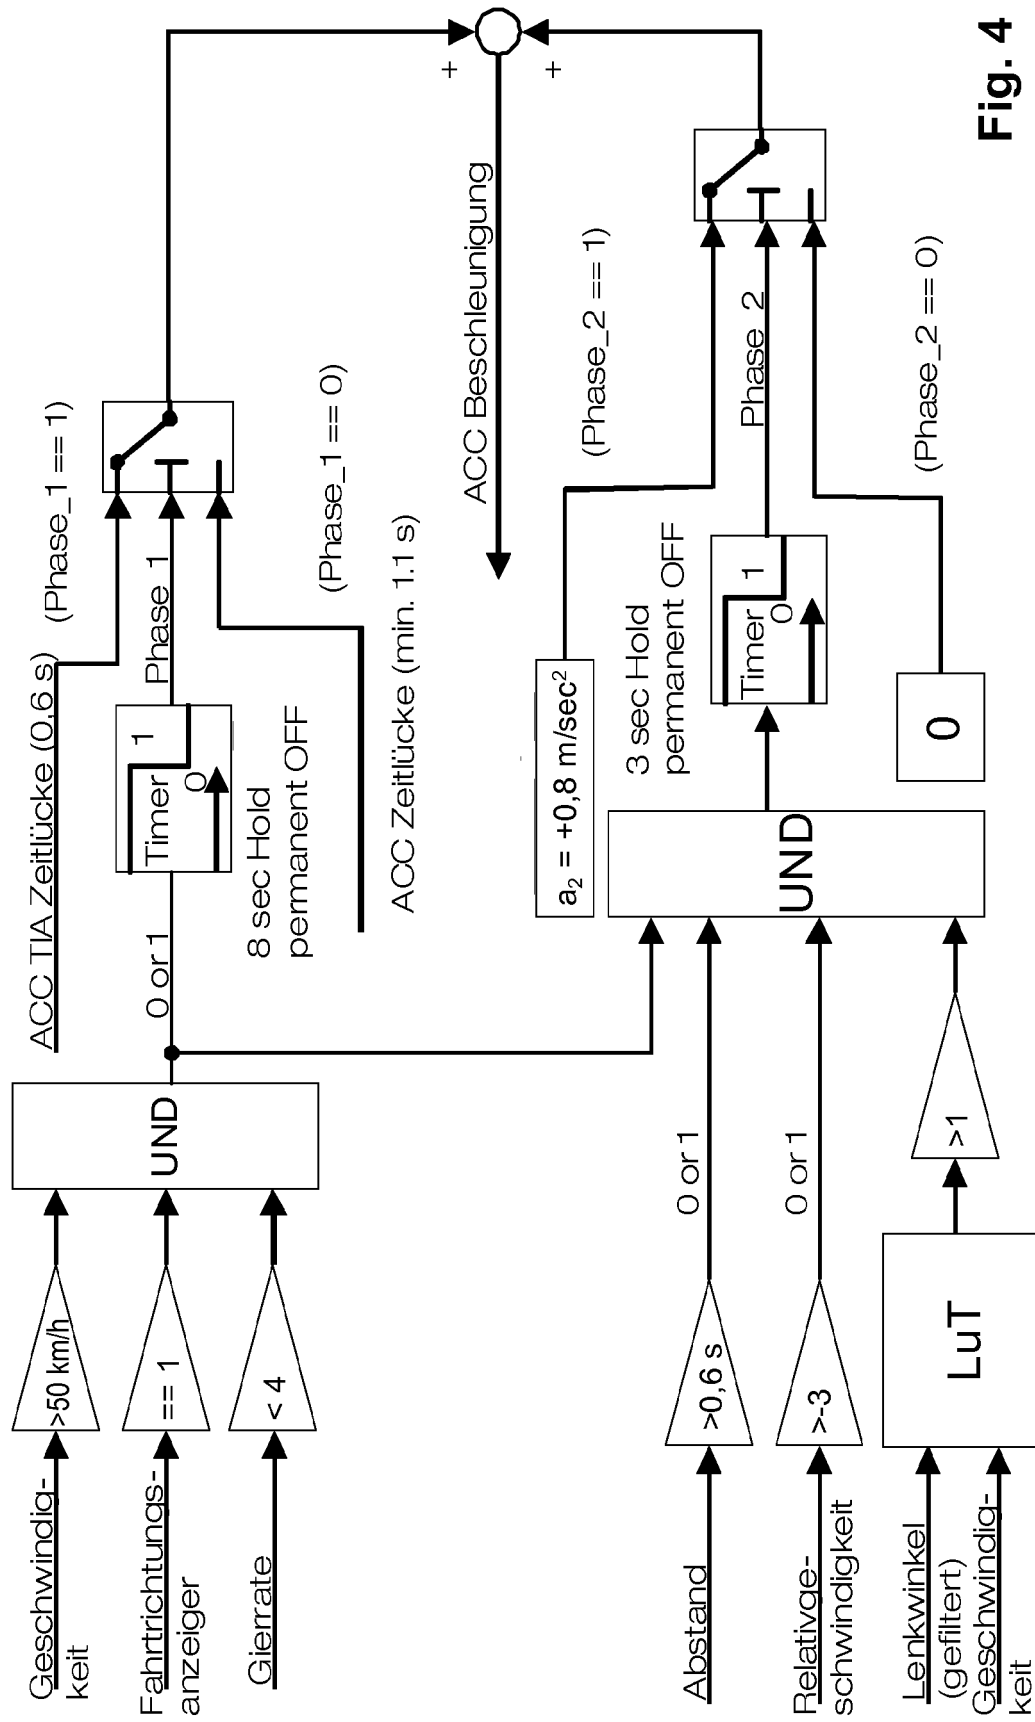 Geschwindig-
keit
>50 km/h
Fahrtrichtungs-
anzeiger
== 1
Gierrate
< 4
UND
0 or 1
ACC TIA Zeitlücke (0,6 s)
Timer
1
0
8 sec Hold
permanent OFF
Phase 1
ACC Zeitlücke (min. 1.1 s)
(Phase_1 == 1)
(Phase_1 == 0)
+
+
ACC Beschleunigung
Abstand
>0,6 s
0 or 1
Relativge-
schwindigkeit
>-3
0 or 1
Lenkwinkel
(gefiltert)
Geschwindig-
keit
LuT
>1
UND
a2 = +0,8 m/sec²
3 sec Hold
permanent OFF
Timer
1
0
0
Phase 2
(Phase_2 == 1)
(Phase_2 == 0)
Fig. 4